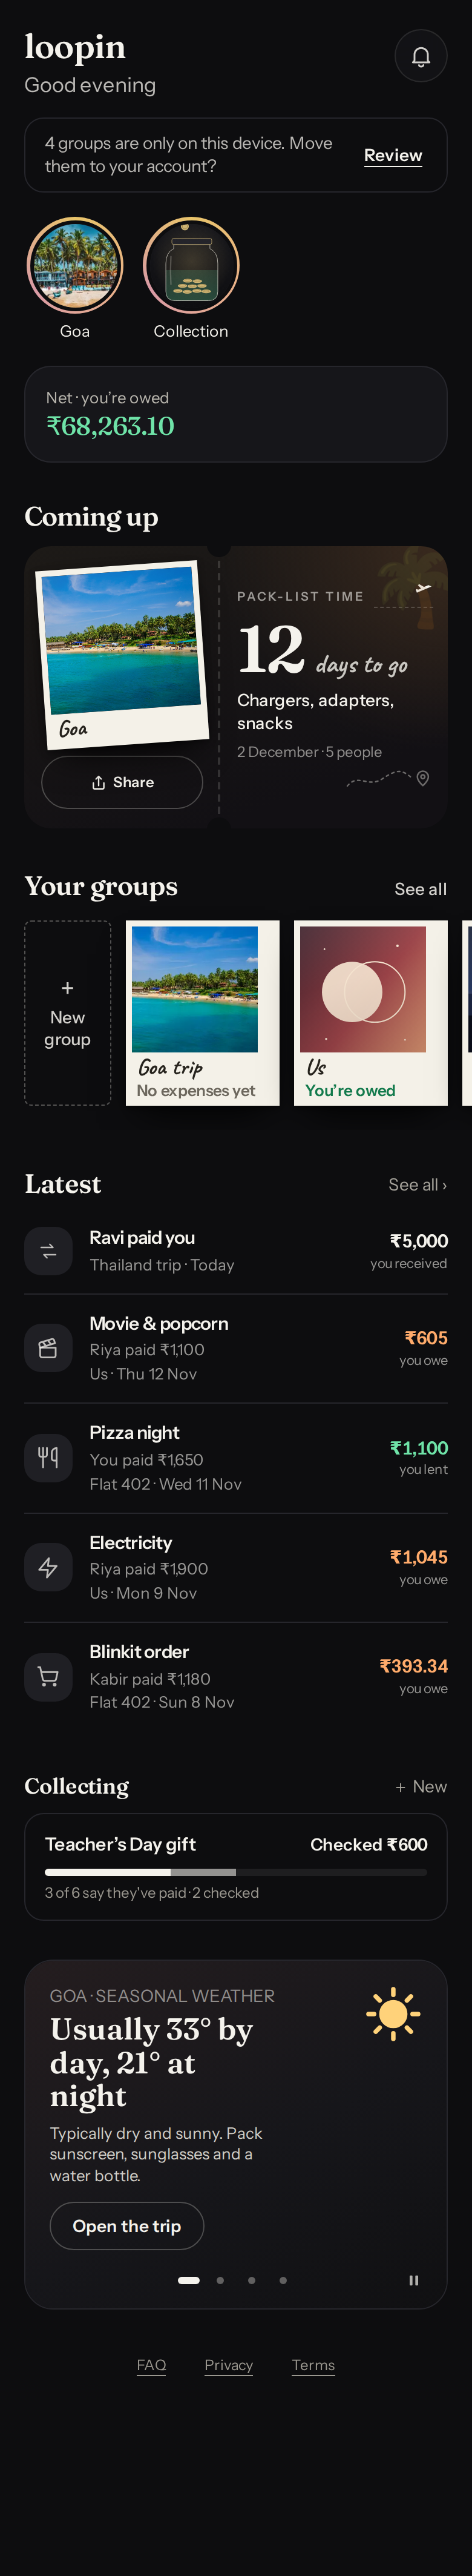 loopin
Good evening
4 groups are only on this device. Move
them to your account?
Review
Goa
Collection
Net · you’re owed
₹68,263.10
Coming up
Goa
Share
PACK-LIST TIME
12 days to go
Chargers, adapters,
snacks
2 December · 5 people
Your groups
See all
+
New
group
Goa trip
No expenses yet
Us
You’re owed
Latest
See all ›
Ravi paid you
Thailand trip · Today
₹5,000
you received
Movie & popcorn
Riya paid ₹1,100
Us · Thu 12 Nov
₹605
you owe
Pizza night
You paid ₹1,650
Flat 402 · Wed 11 Nov
₹1,100
you lent
Electricity
Riya paid ₹1,900
Us · Mon 9 Nov
₹1,045
you owe
Blinkit order
Kabir paid ₹1,180
Flat 402 · Sun 8 Nov
₹393.34
you owe
Collecting
+ New
Teacher’s Day gift
Checked ₹600
3 of 6 say they’ve paid · 2 checked
GOA · SEASONAL WEATHER
Usually 33° by
day, 21° at
night
Typically dry and sunny. Pack
sunscreen, sunglasses and a
water bottle.
Open the trip
FAQ
Privacy
Terms